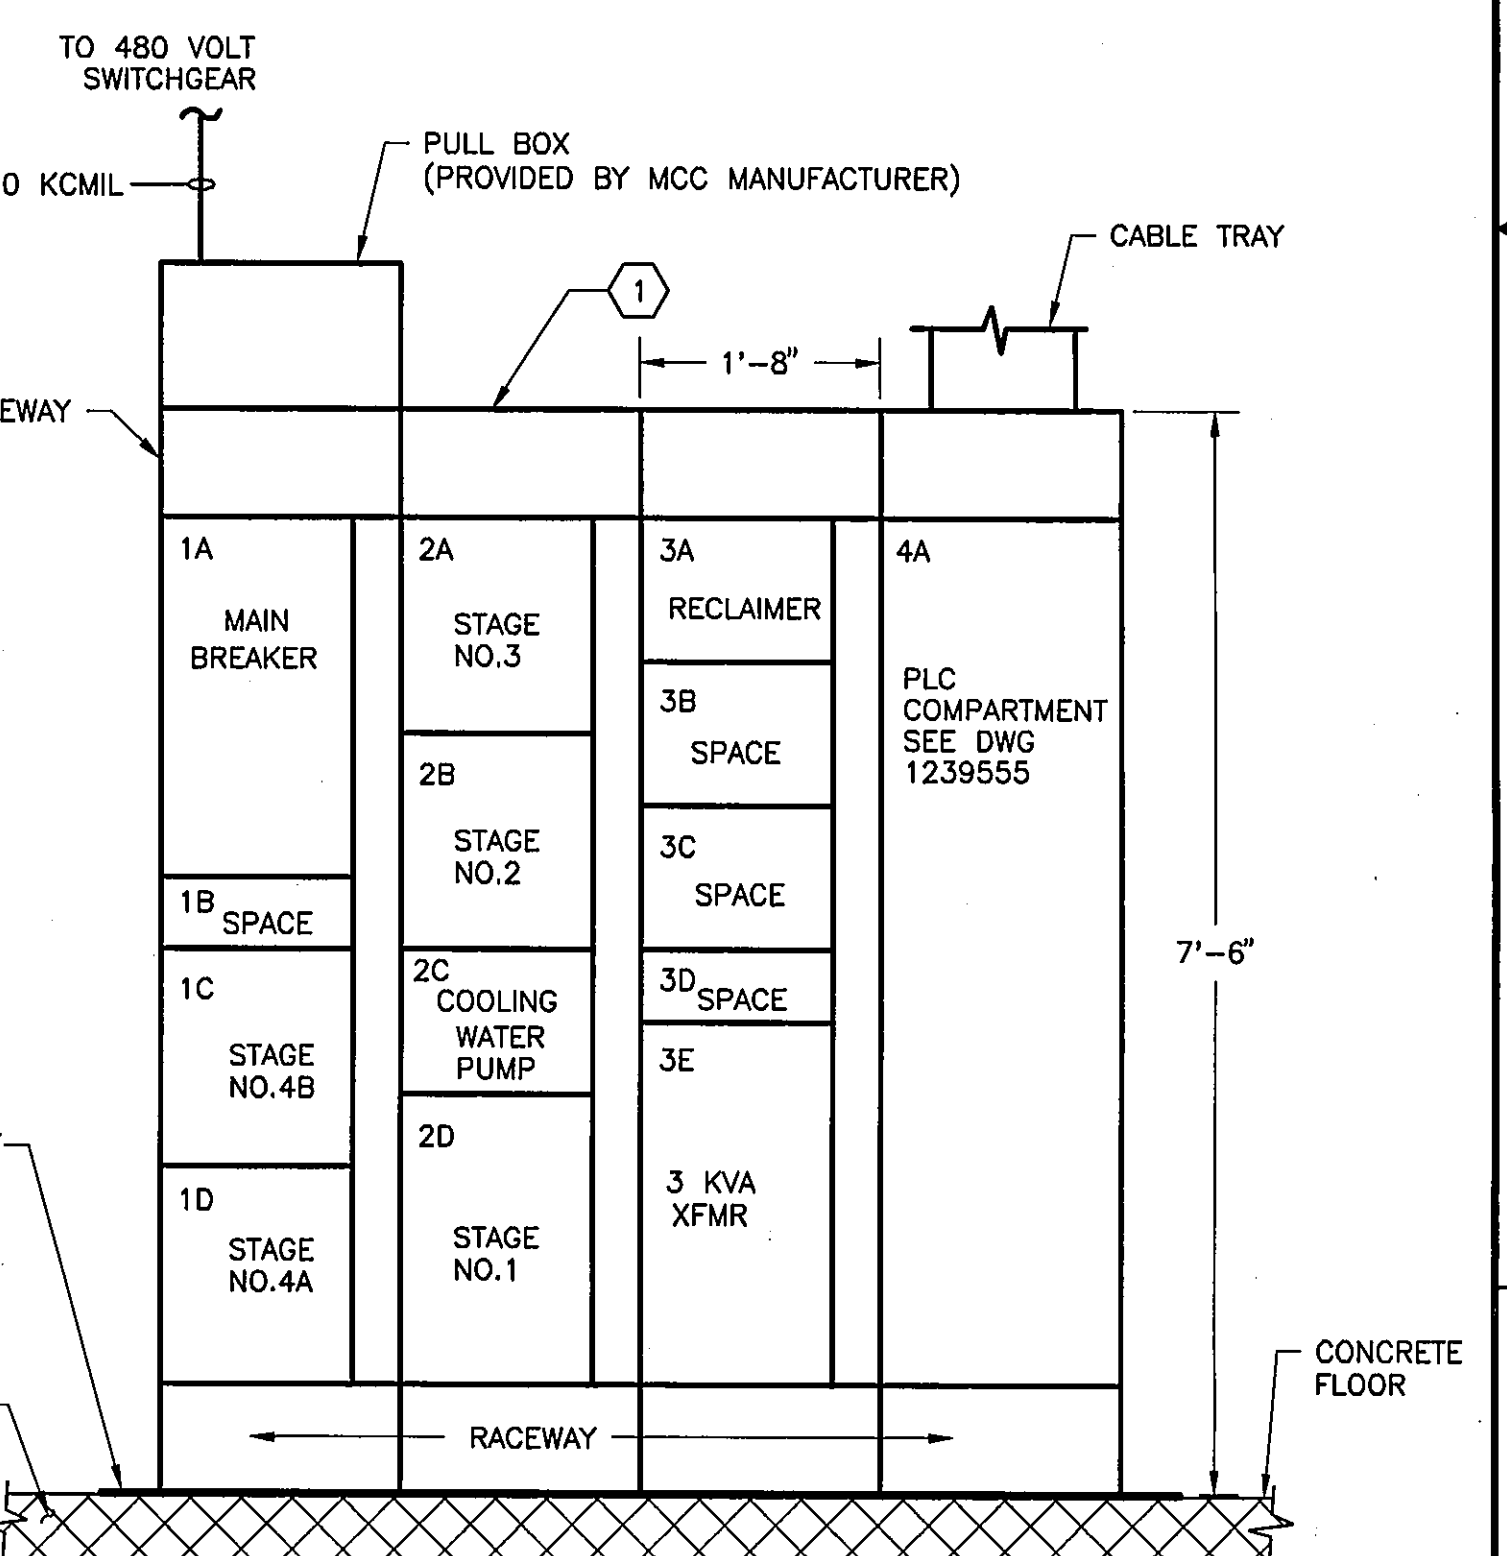 TO 480 VOLT
SWITCHGEAR
PULL BOX
(PROVIDED BY MCC MANUFACTURER)
0 KCMIL
CABLE TRAY
1
1'-8"
EWAY
1A
MAIN
BREAKER
1B
SPACE
1C
STAGE
NO.4B
1D
STAGE
NO.4A
2A
STAGE
NO.3
2B
STAGE
NO.2
2C
COOLING
WATER
PUMP
2D
STAGE
NO.1
3A
RECLAIMER
3B
SPACE
3C
SPACE
3D
SPACE
3E
3 KVA
XFMR
4A
PLC
COMPARTMENT
SEE DWG
1239555
7'-6"
CONCRETE
FLOOR
RACEWAY